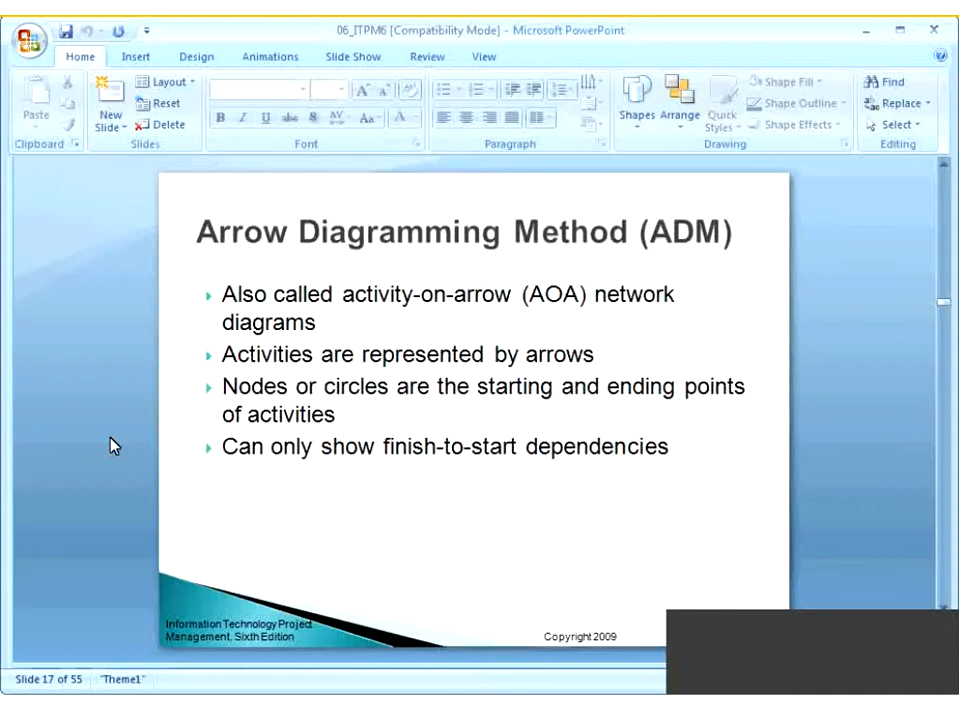 06_ITPM6 [Compatibility Mode] - Microsoft PowerPoint
Home Insert Design Animations Slide Show Review View
Paste
Clipboard
New
Slide
Layout
Reset
Delete
Slides
B I U abc S AV Aa A
A A
Font
Paragraph
Shapes Arrange Quick
Styles
Shape Fill
Shape Outline
Shape Effects
Drawing
Find
Replace
Select
Editing
Arrow Diagramming Method (ADM)
Also called activity-on-arrow (AOA) network
diagrams
Activities are represented by arrows
Nodes or circles are the starting and ending points
of activities
Can only show finish-to-start dependencies
Information Technology Project
Management, Sixth Edition
Copyright 2009
Slide 17 of 55 "Theme1"